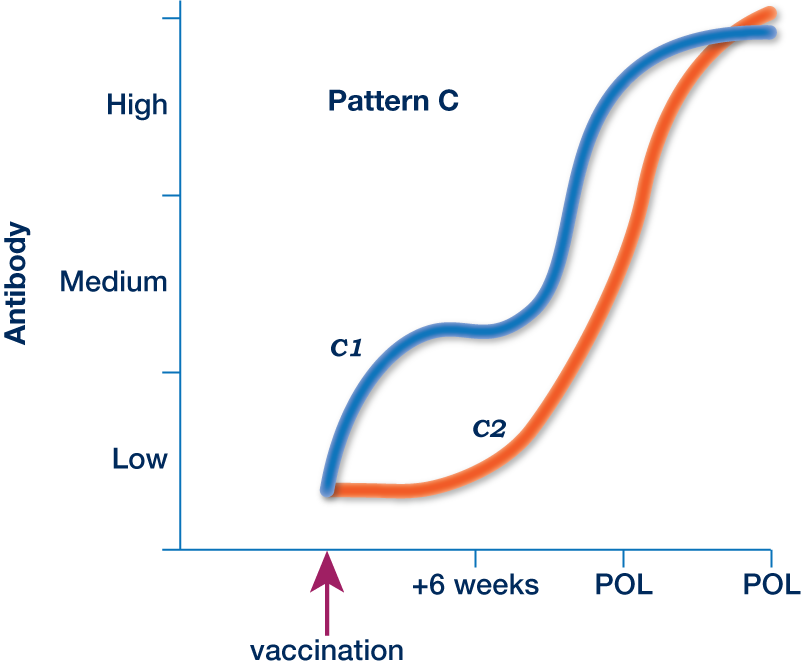 High
Pattern C
Antibody
Medium
C1
C2
Low
+6 weeks
POL
POL
vaccination